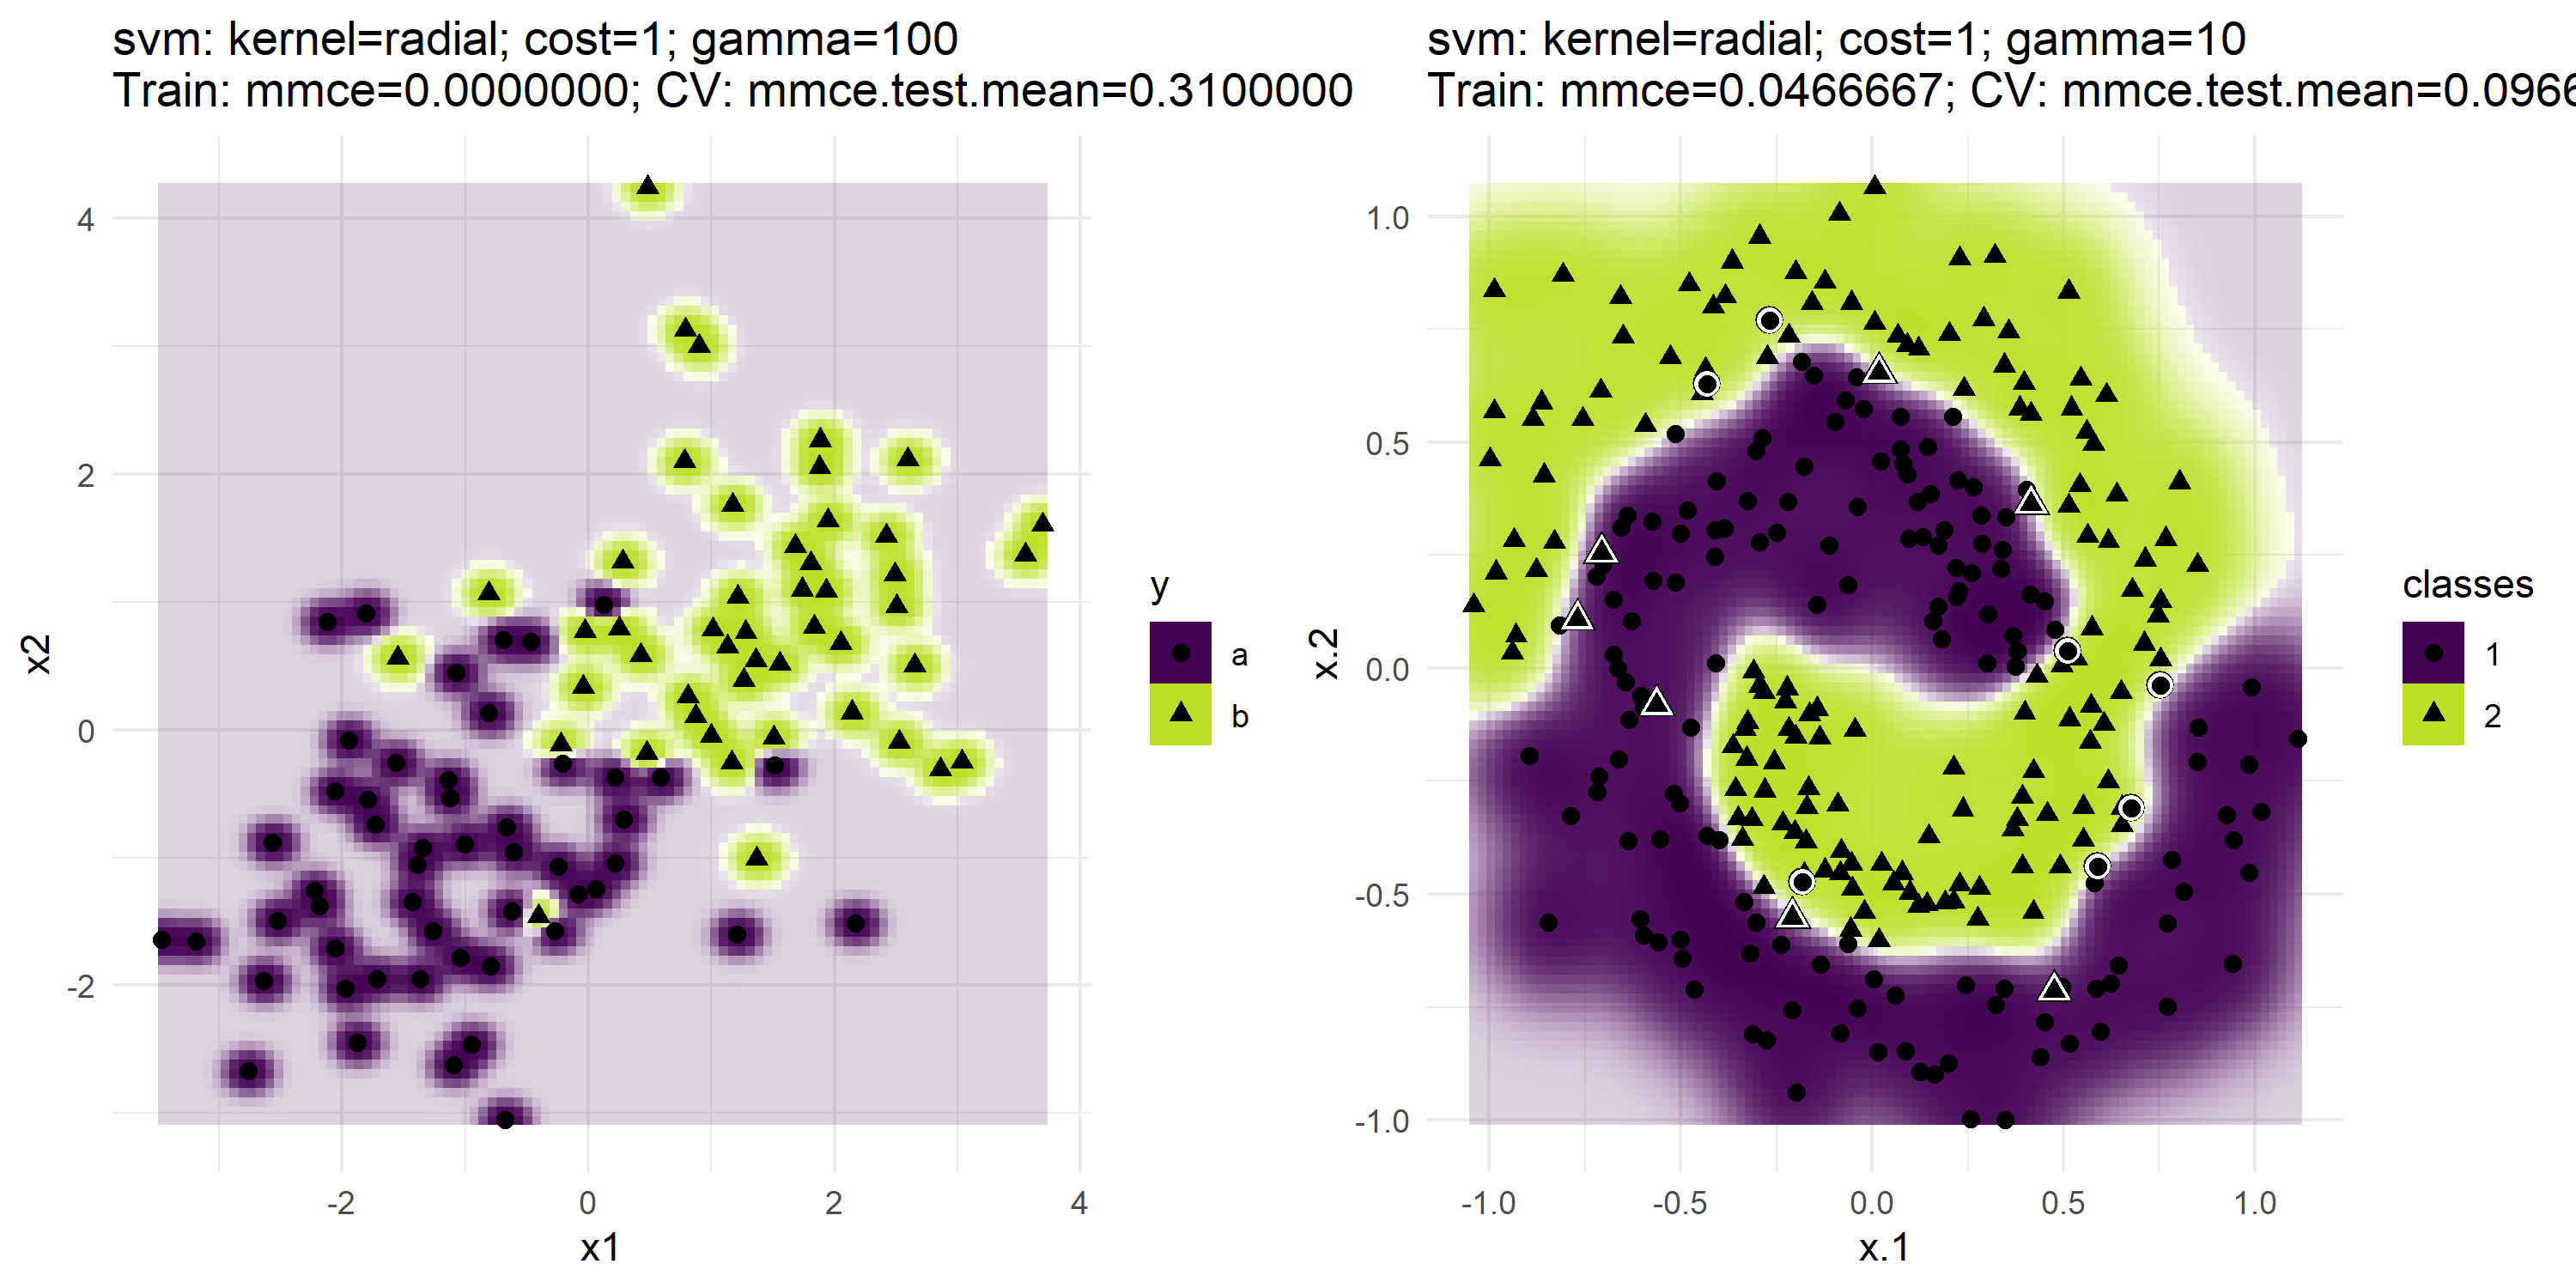 svm: kernel=radial; cost=1; gamma=100
Train: mmce=0.0000000; CV: mmce.test.mean=0.3100000
4
2
0
-2
x2
-2
0
2
4
x1
y
a
b
svm: kernel=radial; cost=1; gamma=10
Train: mmce=0.0466667; CV: mmce.test.mean=0.0966
1.0
0.5
0.0
-0.5
-1.0
x.2
-1.0
-0.5
0.0
0.5
1.0
x.1
classes
1
2